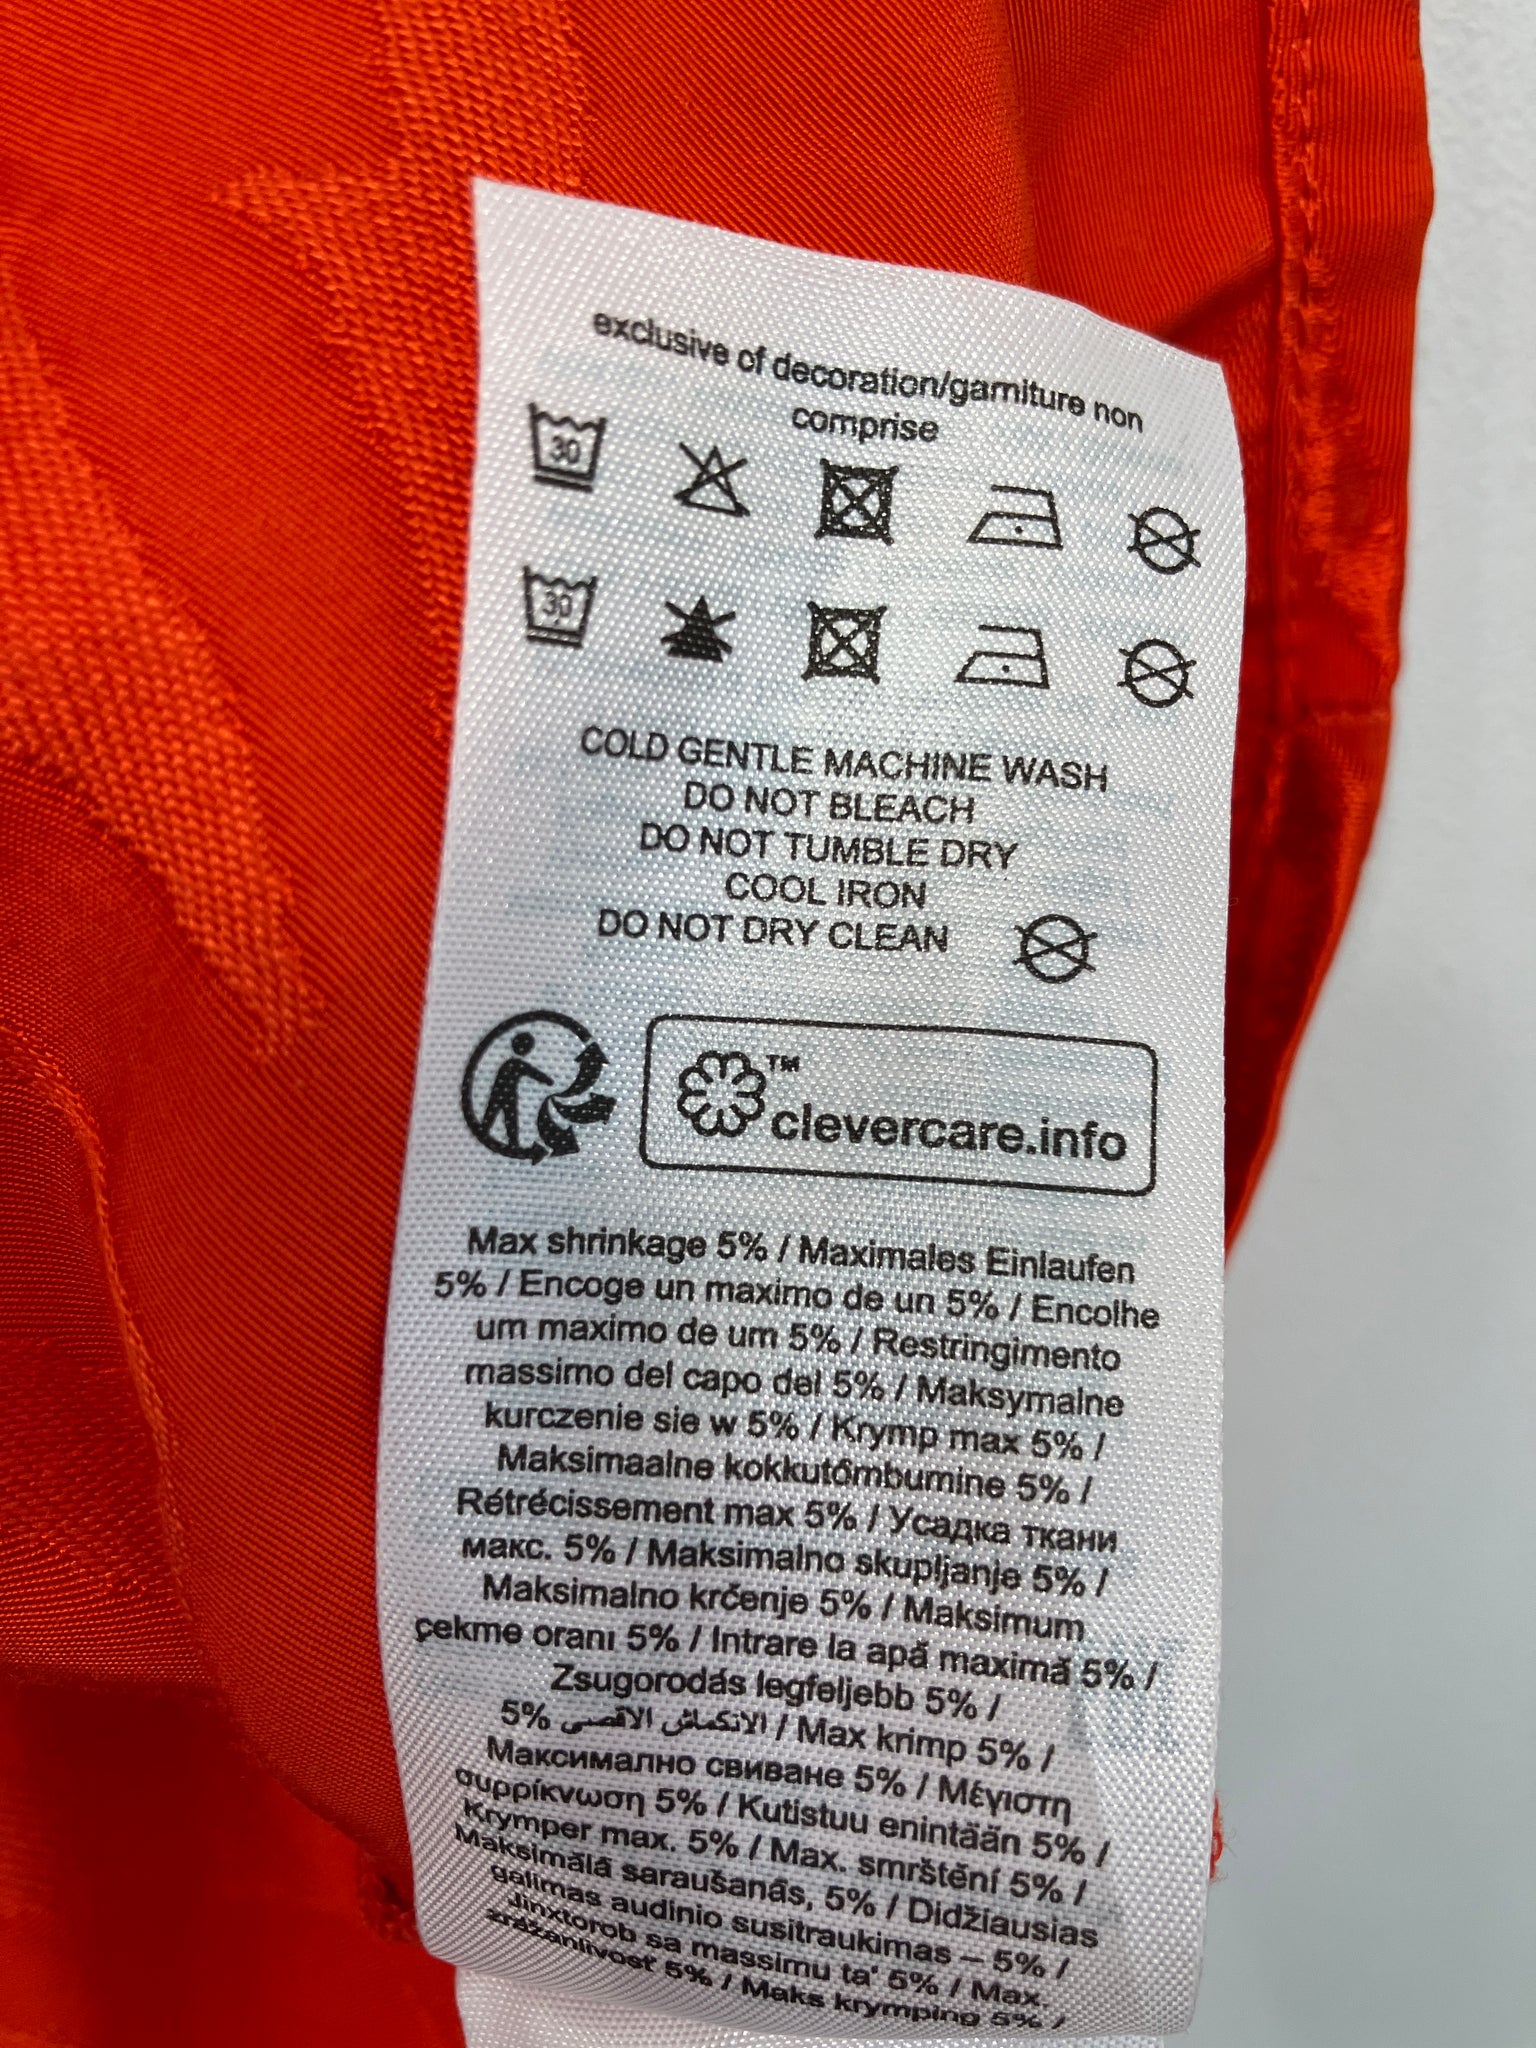 exclusive of decoration/garniture non
comprise
30
30
COLD GENTLE MACHINE WASH
DO NOT BLEACH
DO NOT TUMBLE DRY
COOL IRON
DO NOT DRY CLEAN
™
clevercare.info
Max shrinkage 5% / Maximales Einlaufen
5% / Encoge un maximo de un 5% / Encolhe
um maximo de um 5% / Restringimento
massimo del capo del 5% / Maksymalne
kurczenie sie w 5% / Krymp max 5% /
Maksimaalne kokkutõmbumine 5% /
Rétrécissement max 5% / Усадка ткани
макс. 5% / Maksimalno skupljanje 5% /
Maksimalno krčenje 5% / Maksimum
çekme oranı 5% / Intrare la apă maximă 5% /
Zsugorodás legfeljebb 5% /
5% الانكماش الاقصى / Max krimp 5% /
Максимално свиване 5% / Μέγιστη
συρρίκνωση 5% / Kutistuu enintään 5% /
Krymper max. 5% / Max. smrštění 5% /
Maksimālā saraušanās, 5% / Didžiausias
galimas audinio susitraukimas – 5% /
Jinxtorob sa massimu ta' 5% / Max.
zrážanlivosť 5% / Maks krymping 5% /